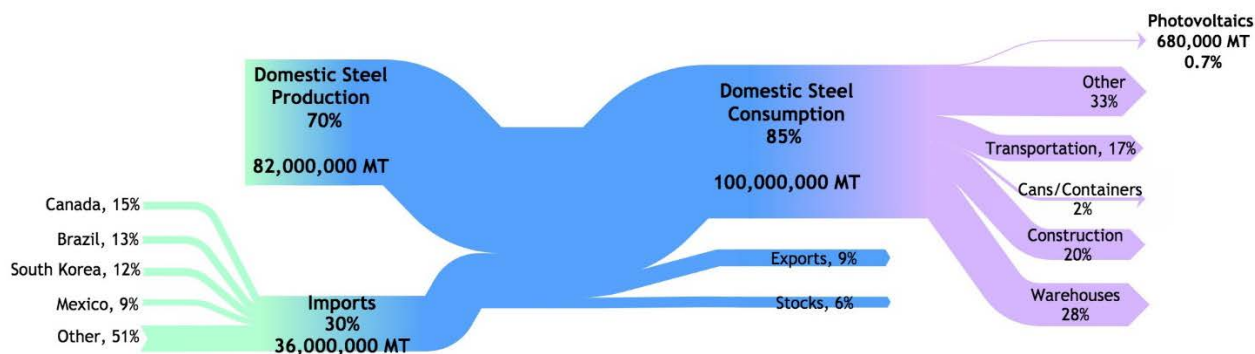 Domestic Steel
Production
70%
82,000,000 MT
Canada, 15%
Brazil, 13%
South Korea, 12%
Mexico, 9%
Other, 51%
Imports
30%
36,000,000 MT
Domestic Steel
Consumption
85%
100,000,000 MT
Exports, 9%
Stocks, 6%
Photovoltaics
680,000 MT
0.7%
Other
33%
Transportation, 17%
Cans/Containers
2%
Construction
20%
Warehouses
28%